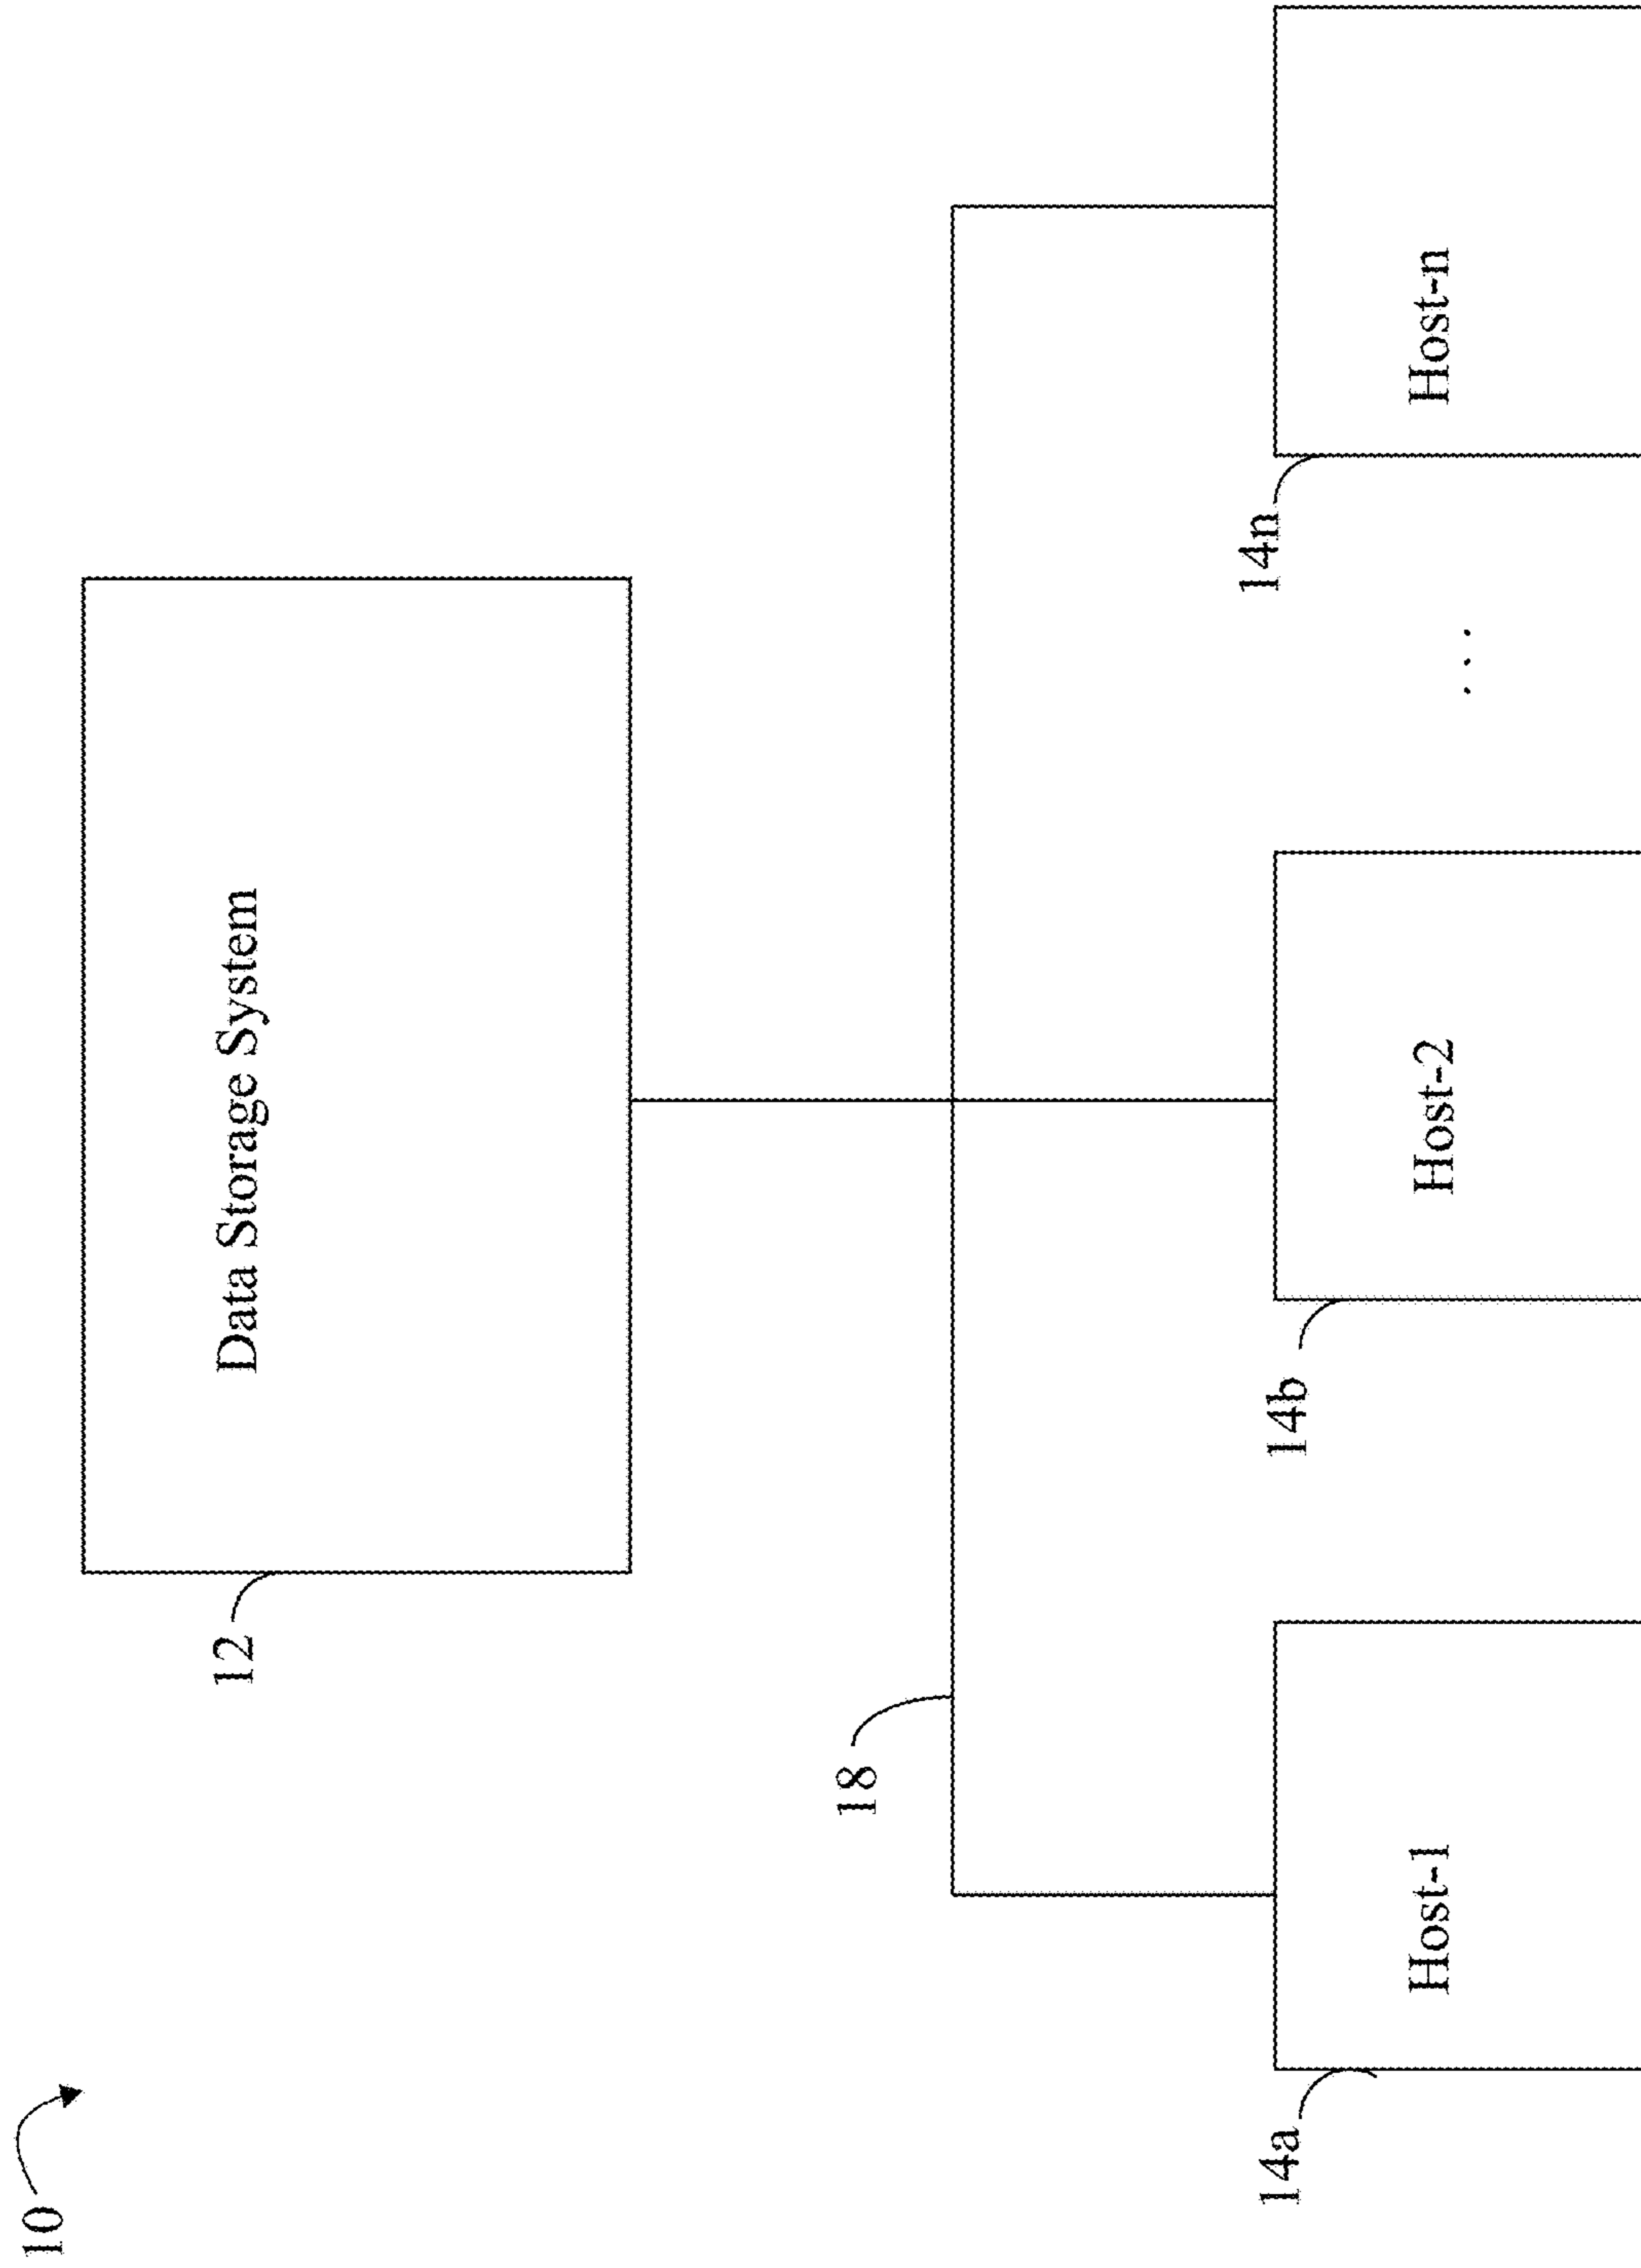 10
12
Data Storage System
18
14a
Host-1
14b
Host-2
. . .
14n
Host-n